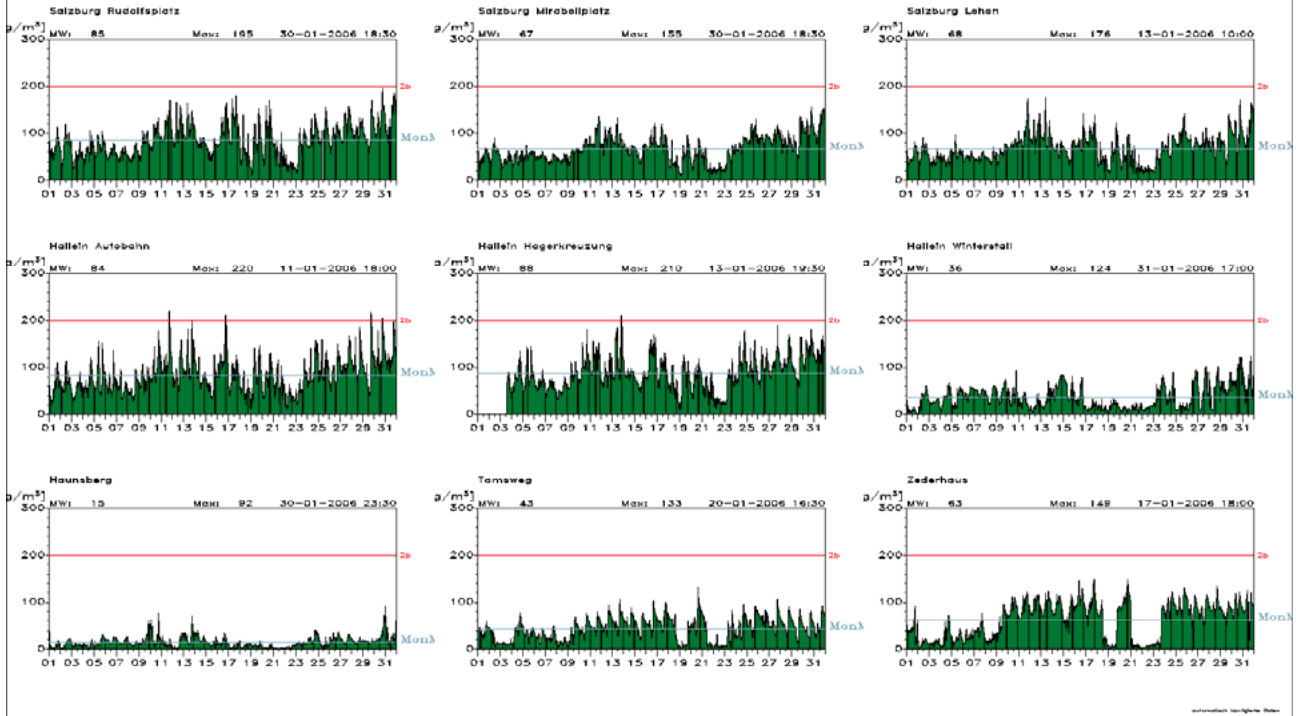 Salzburg Rudolfsplatz
g/m³]
MW: 85 Max: 195 30-01-2006 18:30
300
200
100
0
2b
MonM
01 03 05 07 09 11 13 15 17 19 21 23 25 27 29 31
Salzburg Mirabellplatz
g/m³]
MW: 67 Max: 155 30-01-2006 18:30
300
200
100
0
2b
MonM
01 03 05 07 09 11 13 15 17 19 21 23 25 27 29 31
Salzburg Lehen
g/m³]
MW: 68 Max: 176 13-01-2006 10:00
300
200
100
0
2b
MonM
01 03 05 07 09 11 13 15 17 19 21 23 25 27 29 31
Hallein Autobahn
g/m³]
MW: 84 Max: 220 11-01-2006 18:00
300
200
100
0
2b
MonM
01 03 05 07 09 11 13 15 17 19 21 23 25 27 29 31
Hallein Hagerkreuzung
g/m³]
MW: 88 Max: 210 13-01-2006 19:30
300
200
100
0
2b
MonM
01 03 05 07 09 11 13 15 17 19 21 23 25 27 29 31
Hallein Winterstall
g/m³]
MW: 36 Max: 124 31-01-2006 17:00
300
200
100
0
2b
MonM
01 03 05 07 09 11 13 15 17 19 21 23 25 27 29 31
Haunsberg
g/m³]
MW: 15 Max: 92 30-01-2006 23:30
300
200
100
0
2b
MonM
01 03 05 07 09 11 13 15 17 19 21 23 25 27 29 31
Tamsweg
g/m³]
MW: 43 Max: 133 20-01-2006 16:30
300
200
100
0
2b
MonM
01 03 05 07 09 11 13 15 17 19 21 23 25 27 29 31
Zederhaus
g/m³]
MW: 63 Max: 149 17-01-2006 18:00
300
200
100
0
2b
MonM
01 03 05 07 09 11 13 15 17 19 21 23 25 27 29 31
automatisch Daten